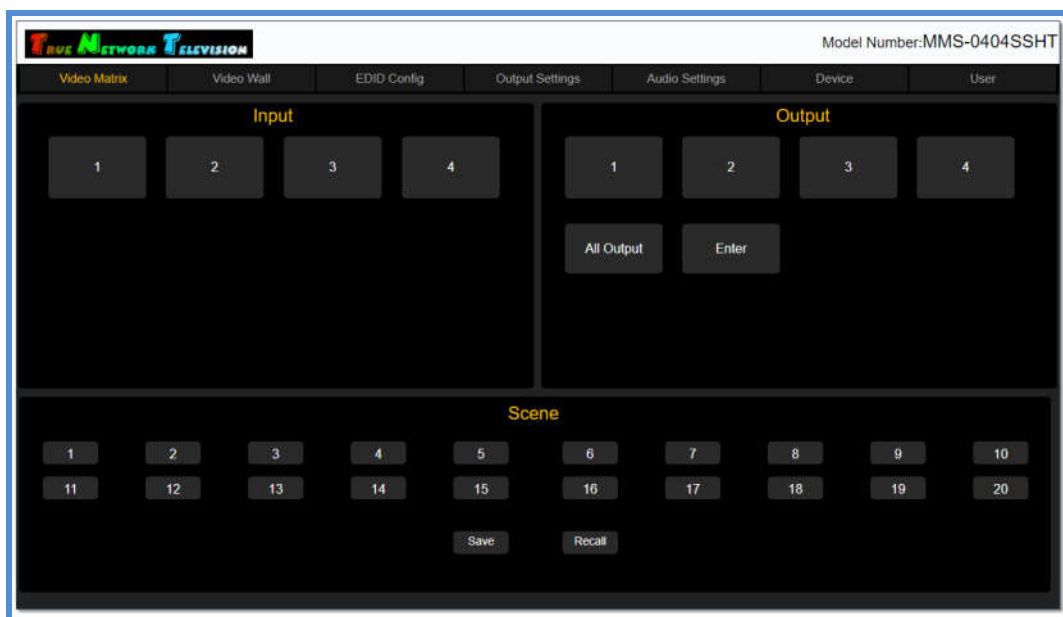 TRUE NETWORK TELEVISION
Model Number:MMS-0404SSHT
Video Matrix Video Wall EDID Config Output Settings Audio Settings Device User
Input
1 2 3 4
Output
1 2 3 4
All Output Enter
Scene
1 2 3 4 5 6 7 8 9 10
11 12 13 14 15 16 17 18 19 20
Save Recall